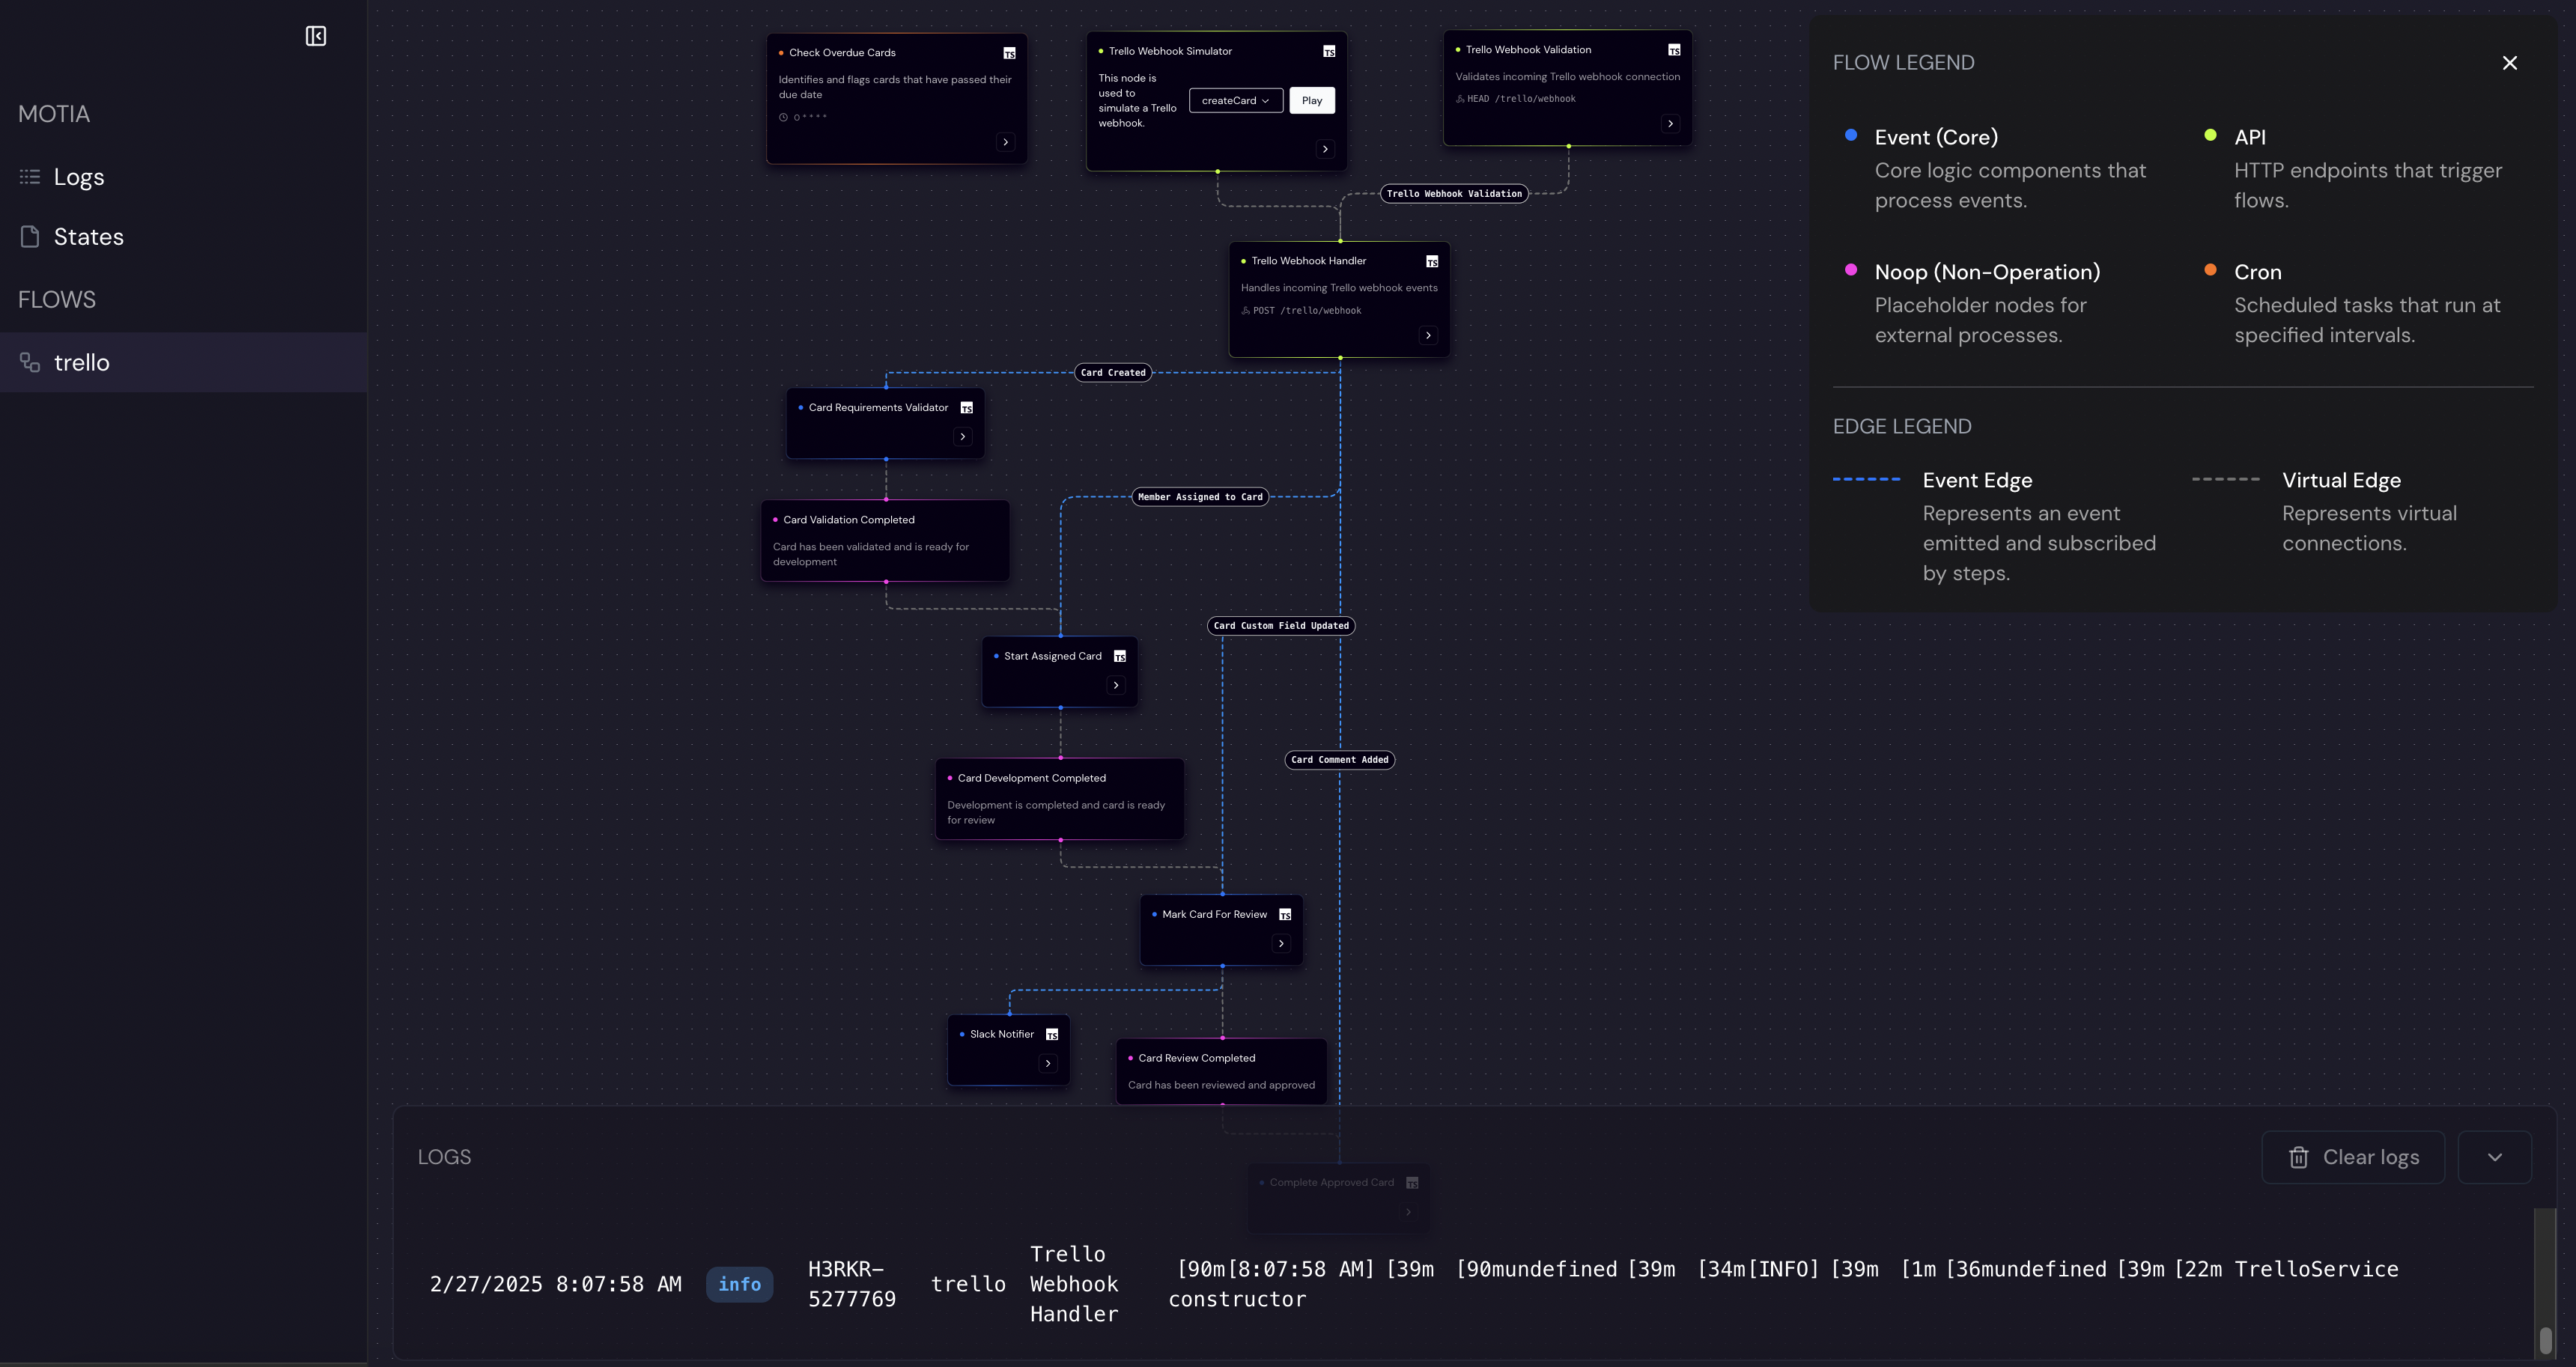 MOTIA
Logs
States
FLOWS
trello
Check Overdue Cards
TS
Identifies and flags cards that have passed their
due date
0 * * * *
Trello Webhook Simulator
TS
This node is
used to
simulate a Trello
webhook.
createCard
Play
Trello Webhook Validation
TS
Validates incoming Trello webhook connection
HEAD /trello/webhook
Trello Webhook Validation
Trello Webhook Handler
TS
Handles incoming Trello webhook events
POST /trello/webhook
Card Created
Card Requirements Validator
TS
Member Assigned to Card
Card Validation Completed
Card has been validated and is ready for
development
Card Custom Field Updated
Start Assigned Card
TS
Card Comment Added
Card Development Completed
Development is completed and card is ready
for review
Mark Card For Review
TS
Slack Notifier
TS
Card Review Completed
Card has been reviewed and approved
Complete Approved Card
TS
FLOW LEGEND
Event (Core)
Core logic components that
process events.
API
HTTP endpoints that trigger
flows.
Noop (Non-Operation)
Placeholder nodes for
external processes.
Cron
Scheduled tasks that run at
specified intervals.
EDGE LEGEND
Event Edge
Represents an event
emitted and subscribed
by steps.
Virtual Edge
Represents virtual
connections.
LOGS
Clear logs
2/27/2025 8:07:58 AM
info
H3RKR-
5277769
trello
Trello
Webhook
Handler
[90m[8:07:58 AM] [39m [90mundefined [39m [34m[INFO] [39m [1m [36mundefined [39m [22m TrelloService
constructor